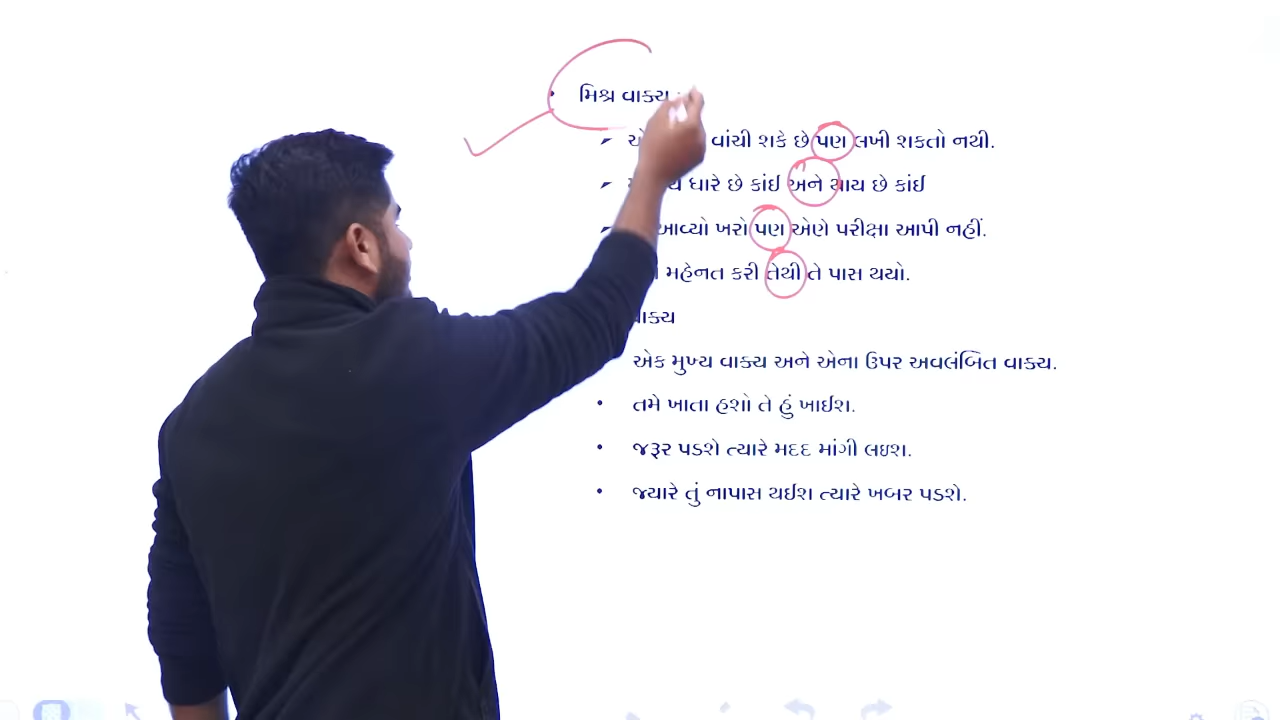 • મિશ્ર વાક્ય
વાંચી શકે છે પણ લખી શકતો નથી.
ધારે છે કાંઈ અને થાય છે કાંઈ
આવ્યો ખરો પણ એણે પરીક્ષા આપી નહીં.
મહેનત કરી તેથી તે પાસ થયો.
વાક્ય
એક મુખ્ય વાક્ય અને એના ઉપર અવલંબિત વાક્ય.
• તમે ખાતા હશો તે હું ખાઈશ.
• જરૂર પડશે ત્યારે મદદ માંગી લઇશ.
• જ્યારે તું નાપાસ થઈશ ત્યારે ખબર પડશે.